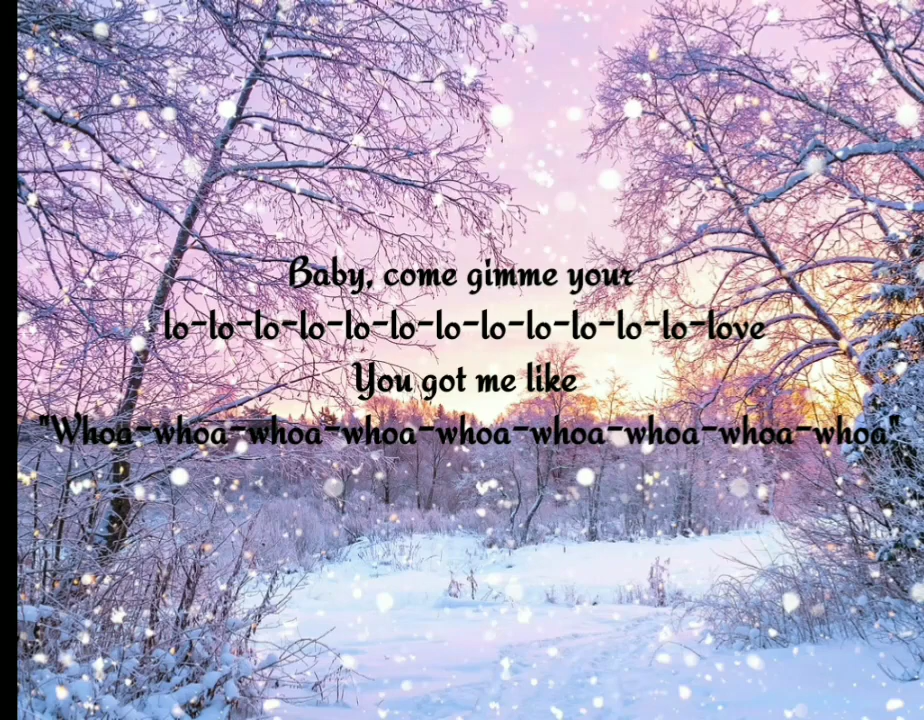 Baby, come gimme your
lo-lo-lo-lo-lo-lo-lo-lo-lo-lo-lo-lo-love
You got me like
"Whoa-whoa-whoa-whoa-whoa-whoa-whoa-whoa-whoa"